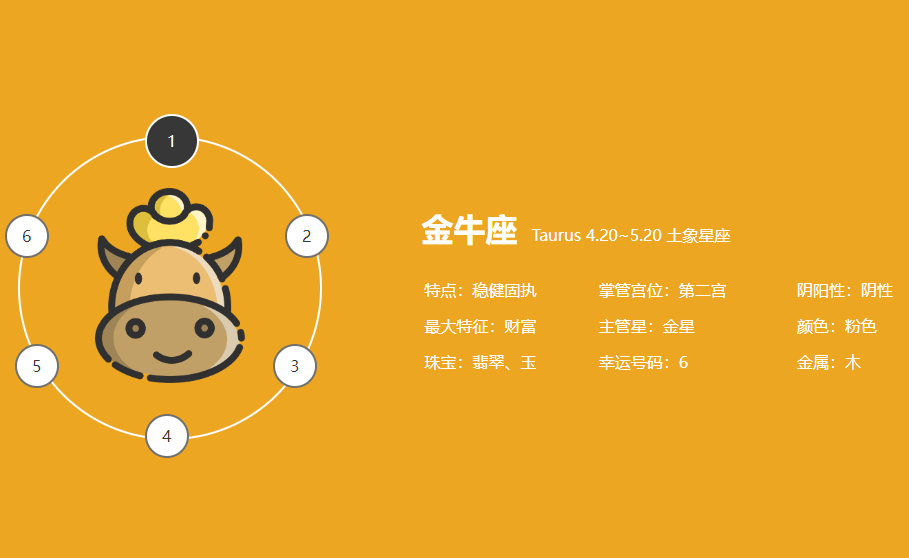 1
6
2
5
3
4
金牛座 Taurus 4.20~5.20 土象星座
特点：稳健固执 掌管宫位：第二宫 阴阳性：阴性
最大特征：财富 主管星：金星 颜色：粉色
珠宝：翡翠、玉 幸运号码：6 金属：木